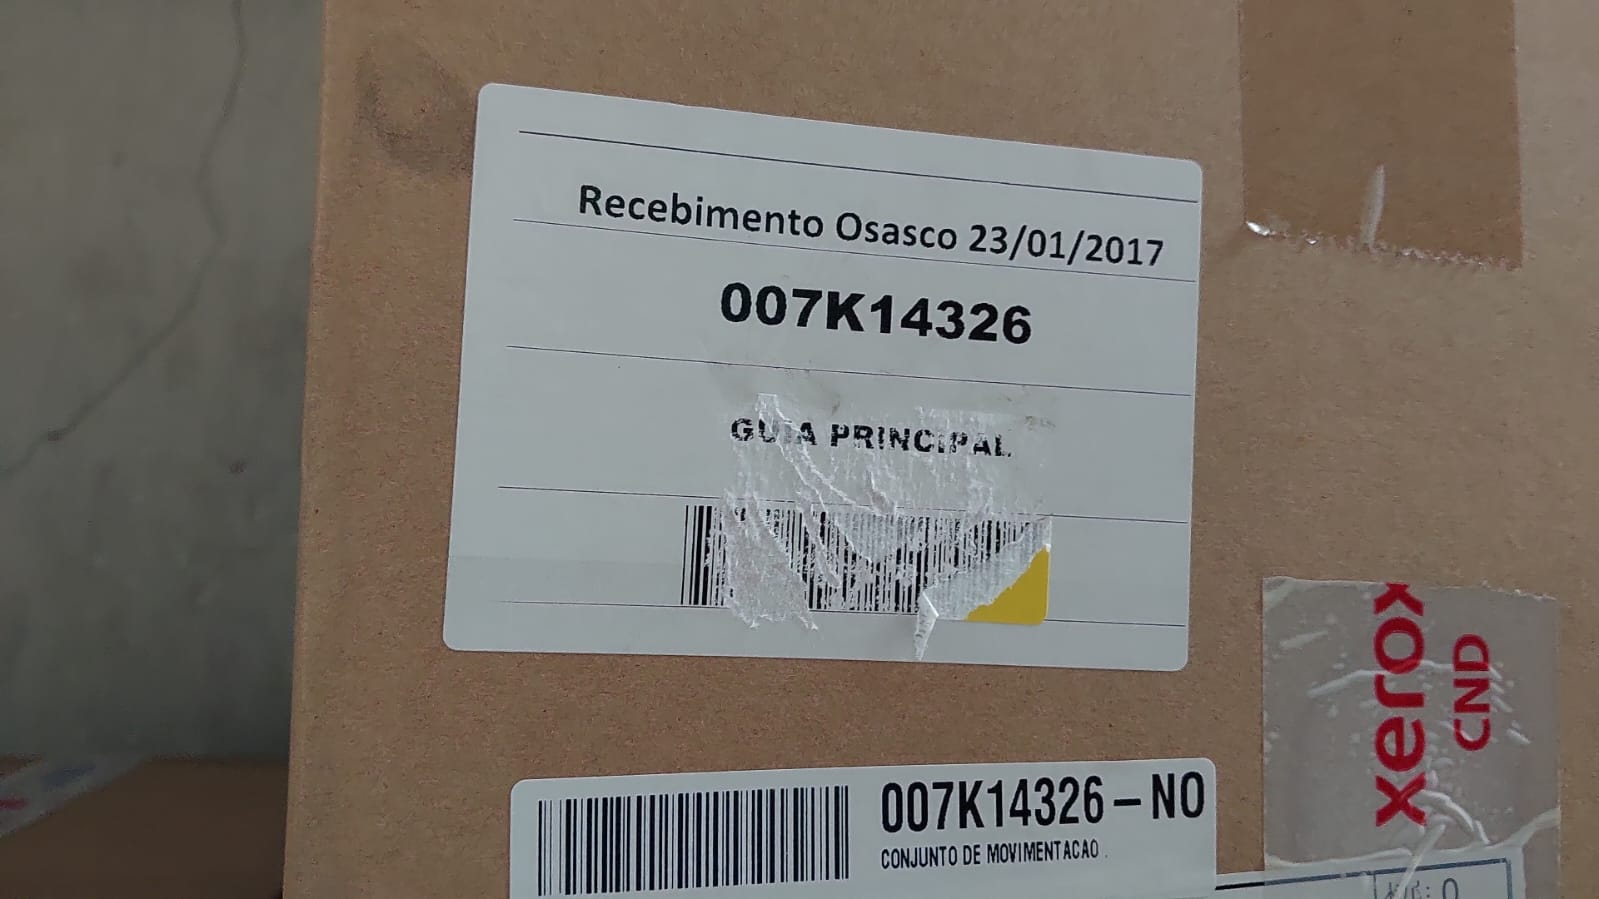 Recebimento Osasco 23/01/2017
007K14326
GUIA PRINCIPAL
007K14326-NO
CONJUNTO DE MOVIMENTACAO.
xerox
CND